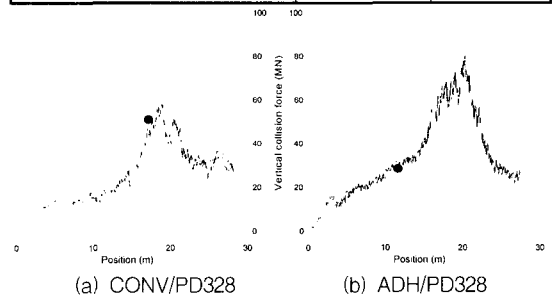 100 100
80 80
60 60
40 40
20 20
0 0
Vertical collision force (MN)
0 10 20 30 0 10 20 30
Position (m) Position (m)
(a) CONV/PD328 (b) ADH/PD328